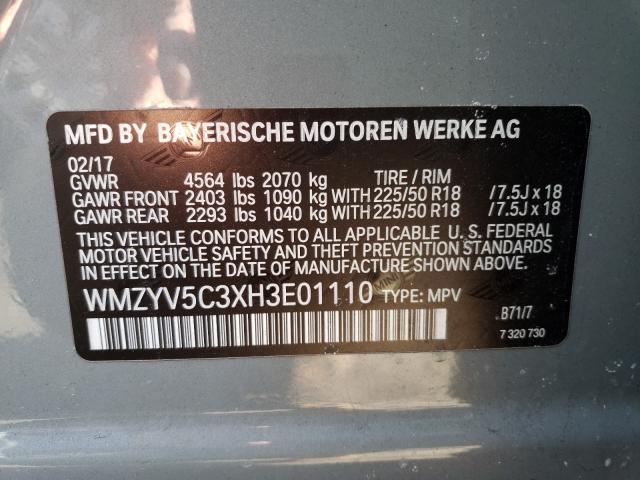 MFD BY BAYERISCHE MOTOREN WERKE AG
02/17
GVWR 4564 lbs 2070 kg TIRE / RIM
GAWR FRONT 2403 lbs 1090 kg WITH 225/50 R18 /7.5J x 18
GAWR REAR 2293 lbs 1040 kg WITH 225/50 R18 /7.5J x 18
THIS VEHICLE CONFORMS TO ALL APPLICABLE U.S. FEDERAL
MOTOR VEHICLE SAFETY AND THEFT PREVENTION STANDARDS
IN EFFECT ON THE DATE OF MANUFACTURE SHOWN ABOVE.
WMZYV5C3XH3E01110 TYPE: MPV
B71/7
7 320 730